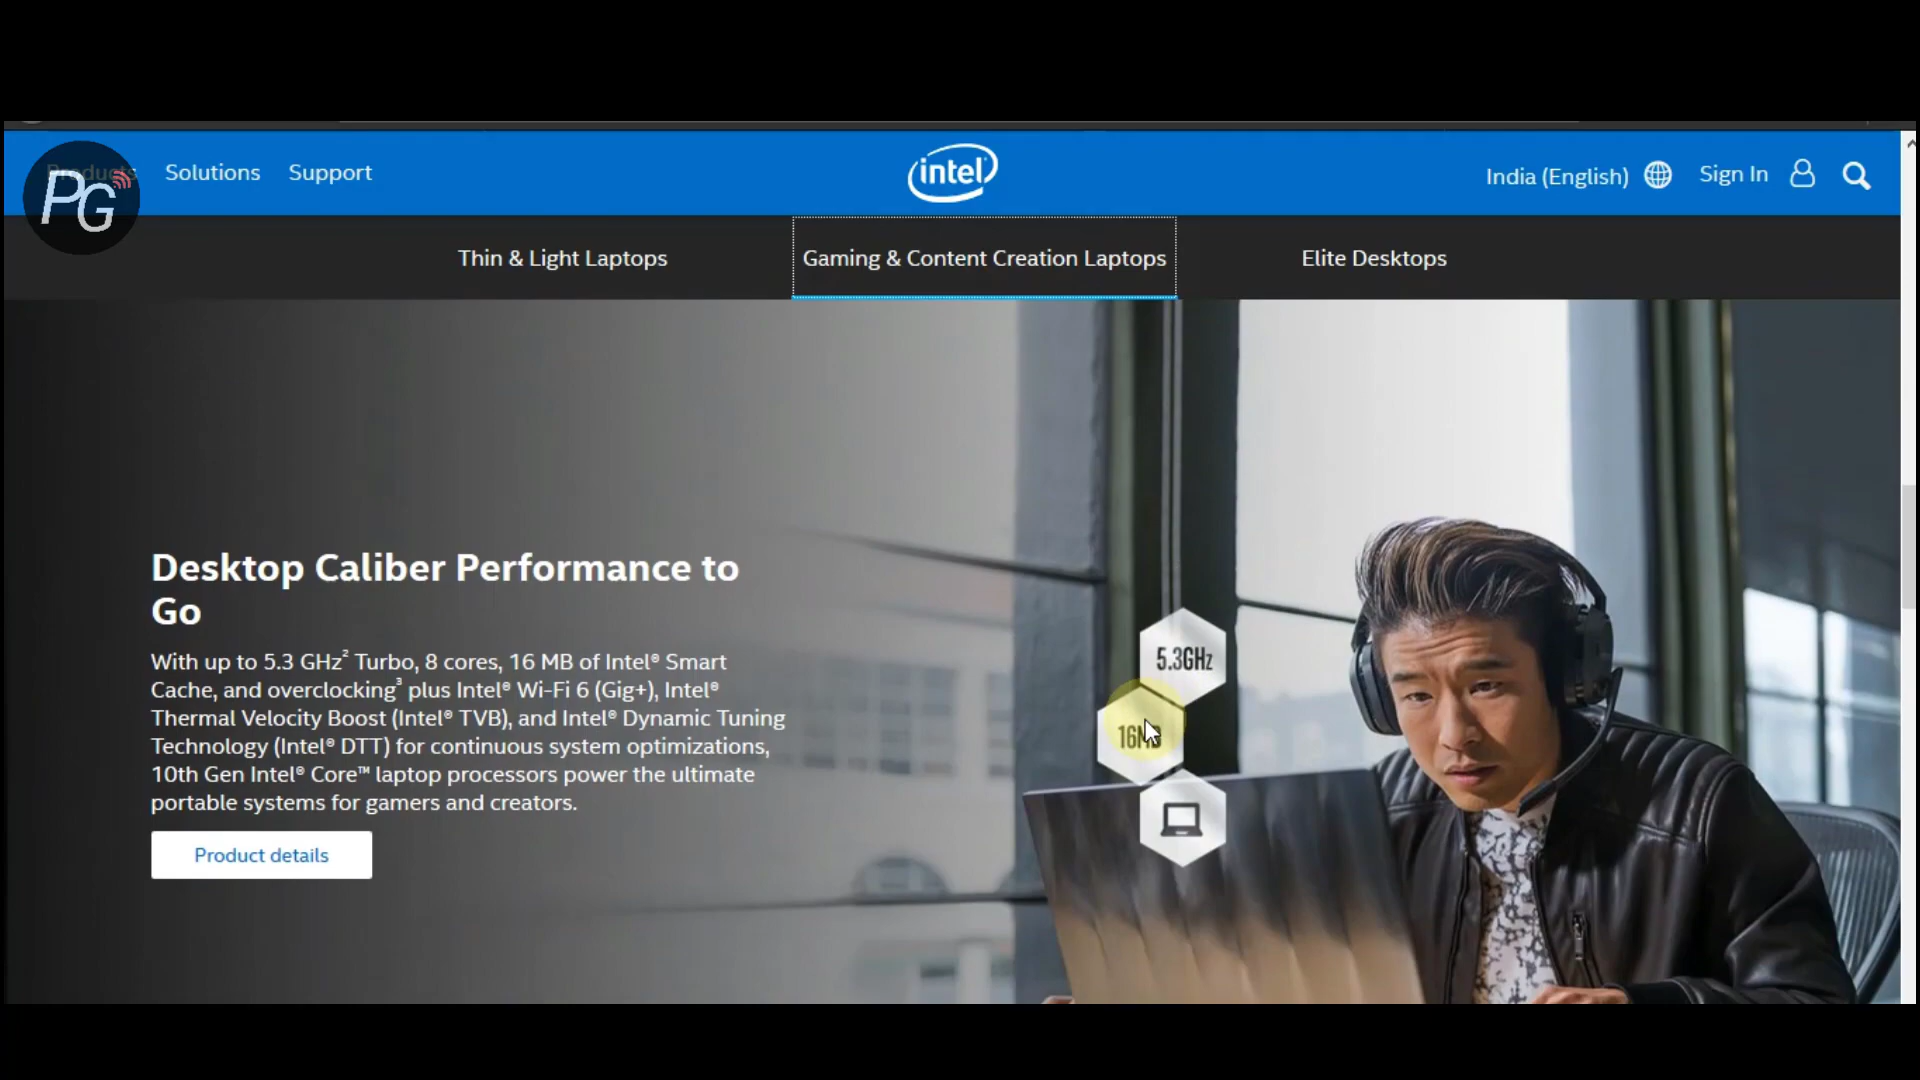 Products Solutions Support
intel
India (English) Sign In
PG
Thin & Light Laptops Gaming & Content Creation Laptops Elite Desktops
Desktop Caliber Performance to
Go
With up to 5.3 GHz² Turbo, 8 cores, 16 MB of Intel® Smart
Cache, and overclocking³ plus Intel® Wi-Fi 6 (Gig+), Intel®
Thermal Velocity Boost (Intel® TVB), and Intel® Dynamic Tuning
Technology (Intel® DTT) for continuous system optimizations,
10th Gen Intel® Core™ laptop processors power the ultimate
portable systems for gamers and creators.
Product details
5.3GHz
16MB